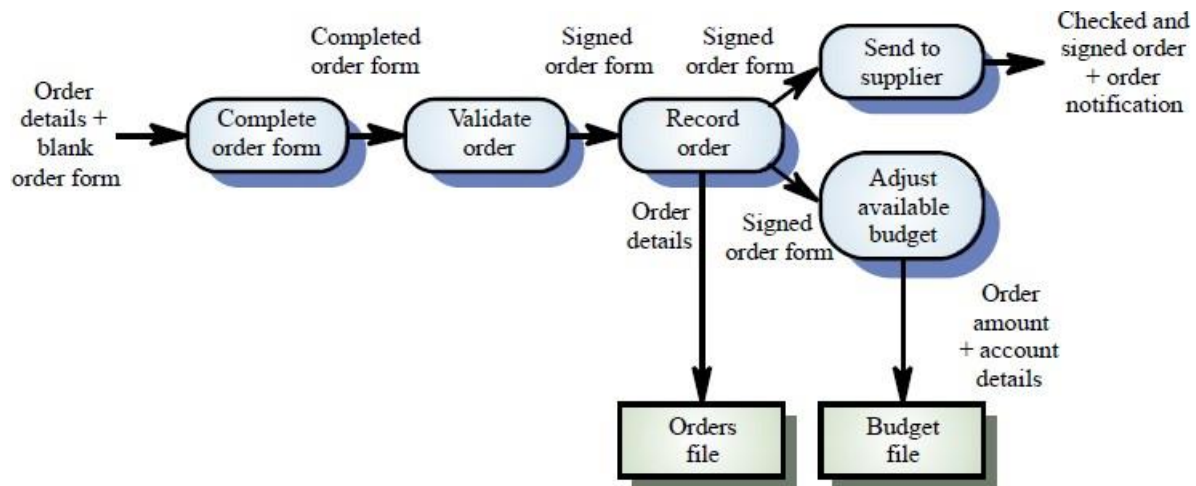 Order
details +
blank
order form
Complete
order form
Completed
order form
Validate
order
Signed
order form
Record
order
Signed
order form
Send to
supplier
Checked and
signed order
+ order
notification
Order
details
Signed
order form
Adjust
available
budget
Order
amount
+ account
details
Orders
file
Budget
file